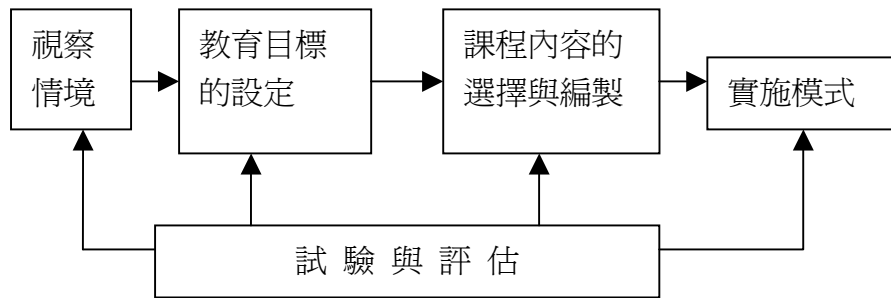 視察
情境
教育目標
的設定
課程內容的
選擇與編製
實施模式
試驗與評估